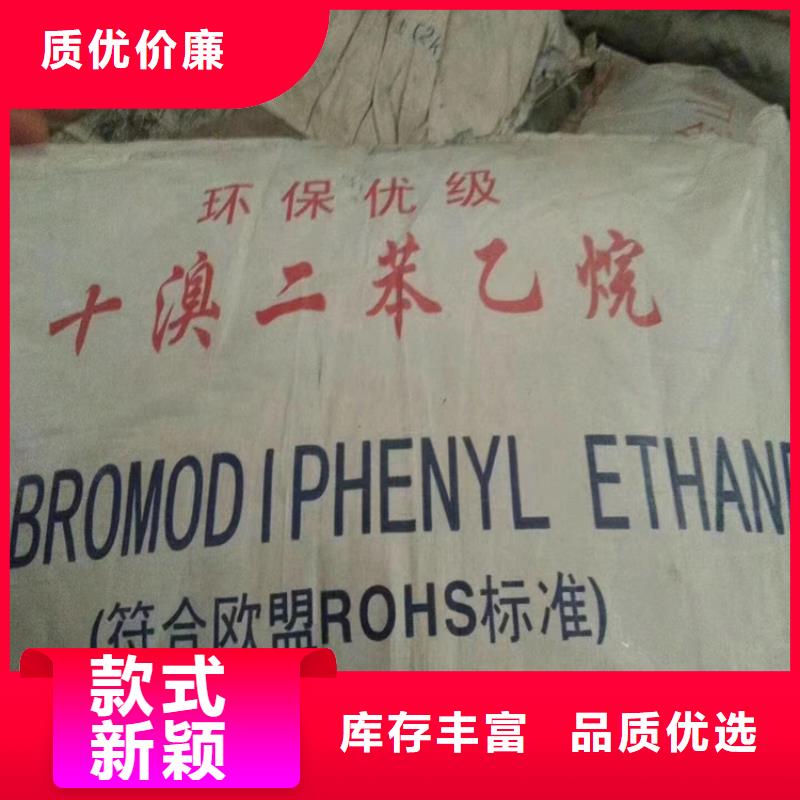 质优价廉
环保优级
十溴二苯乙烷
BROMODIPHENYL ETHANE
(符合欧盟ROHS标准)
款式
新颖
库存丰富 品质优选